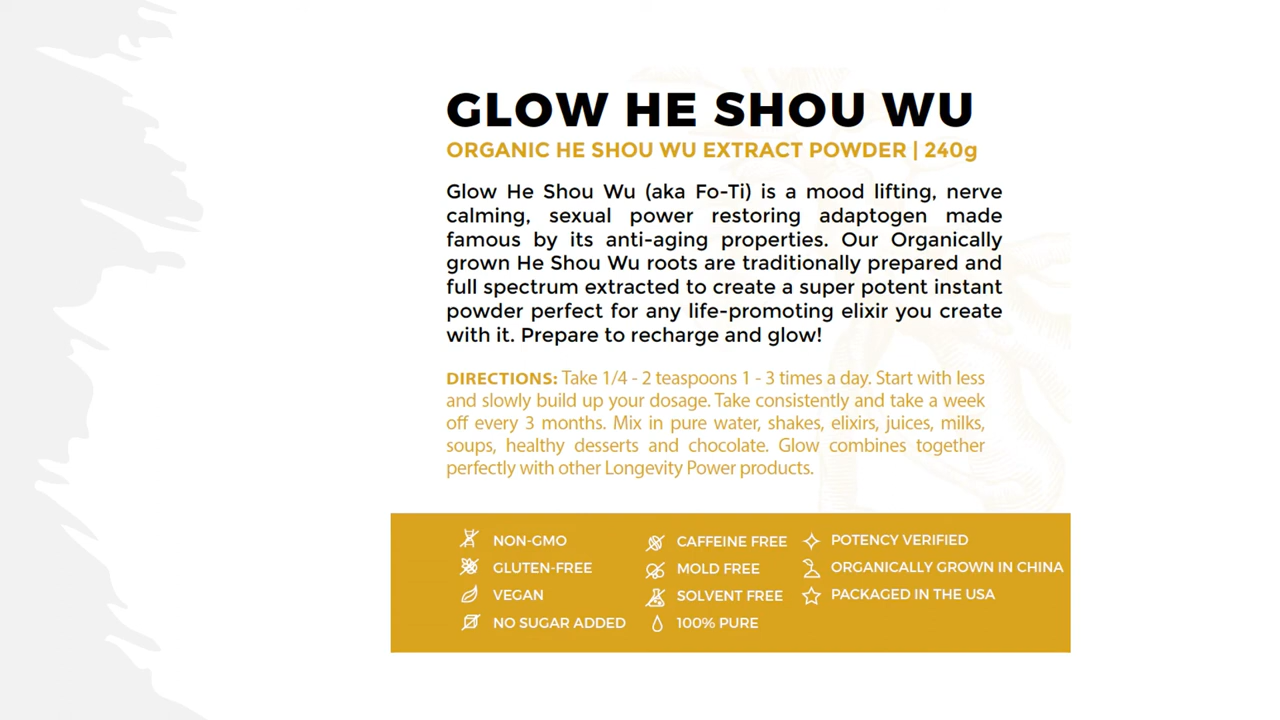 GLOW HE SHOU WU
ORGANIC HE SHOU WU EXTRACT POWDER | 240g
Glow He Shou Wu (aka Fo-Ti) is a mood lifting, nerve
calming, sexual power restoring adaptogen made
famous by its anti-aging properties. Our Organically
grown He Shou Wu roots are traditionally prepared and
full spectrum extracted to create a super potent instant
powder perfect for any life-promoting elixir you create
with it. Prepare to recharge and glow!
DIRECTIONS: Take 1/4 - 2 teaspoons 1 - 3 times a day. Start with less
and slowly build up your dosage. Take consistently and take a week
off every 3 months. Mix in pure water, shakes, elixirs, juices, milks,
soups, healthy desserts and chocolate. Glow combines together
perfectly with other Longevity Power products.
NON-GMO
GLUTEN-FREE
VEGAN
NO SUGAR ADDED
CAFFEINE FREE
MOLD FREE
SOLVENT FREE
100% PURE
POTENCY VERIFIED
ORGANICALLY GROWN IN CHINA
PACKAGED IN THE USA